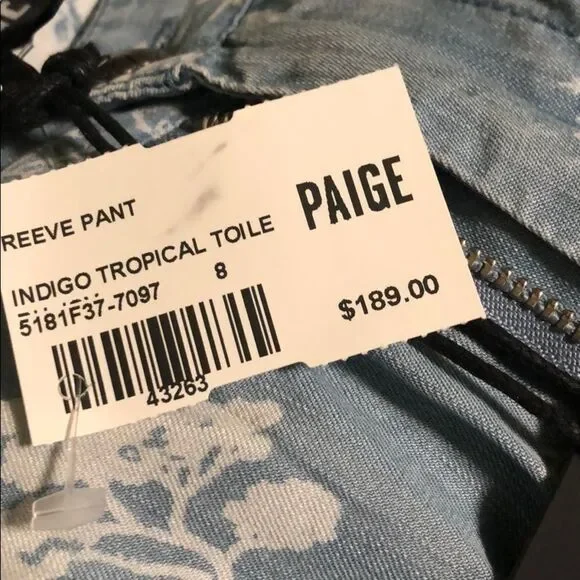 REEVE PANT
PAIGE
INDIGO TROPICAL TOILE
5181F37-7097 8
$189.00
43263